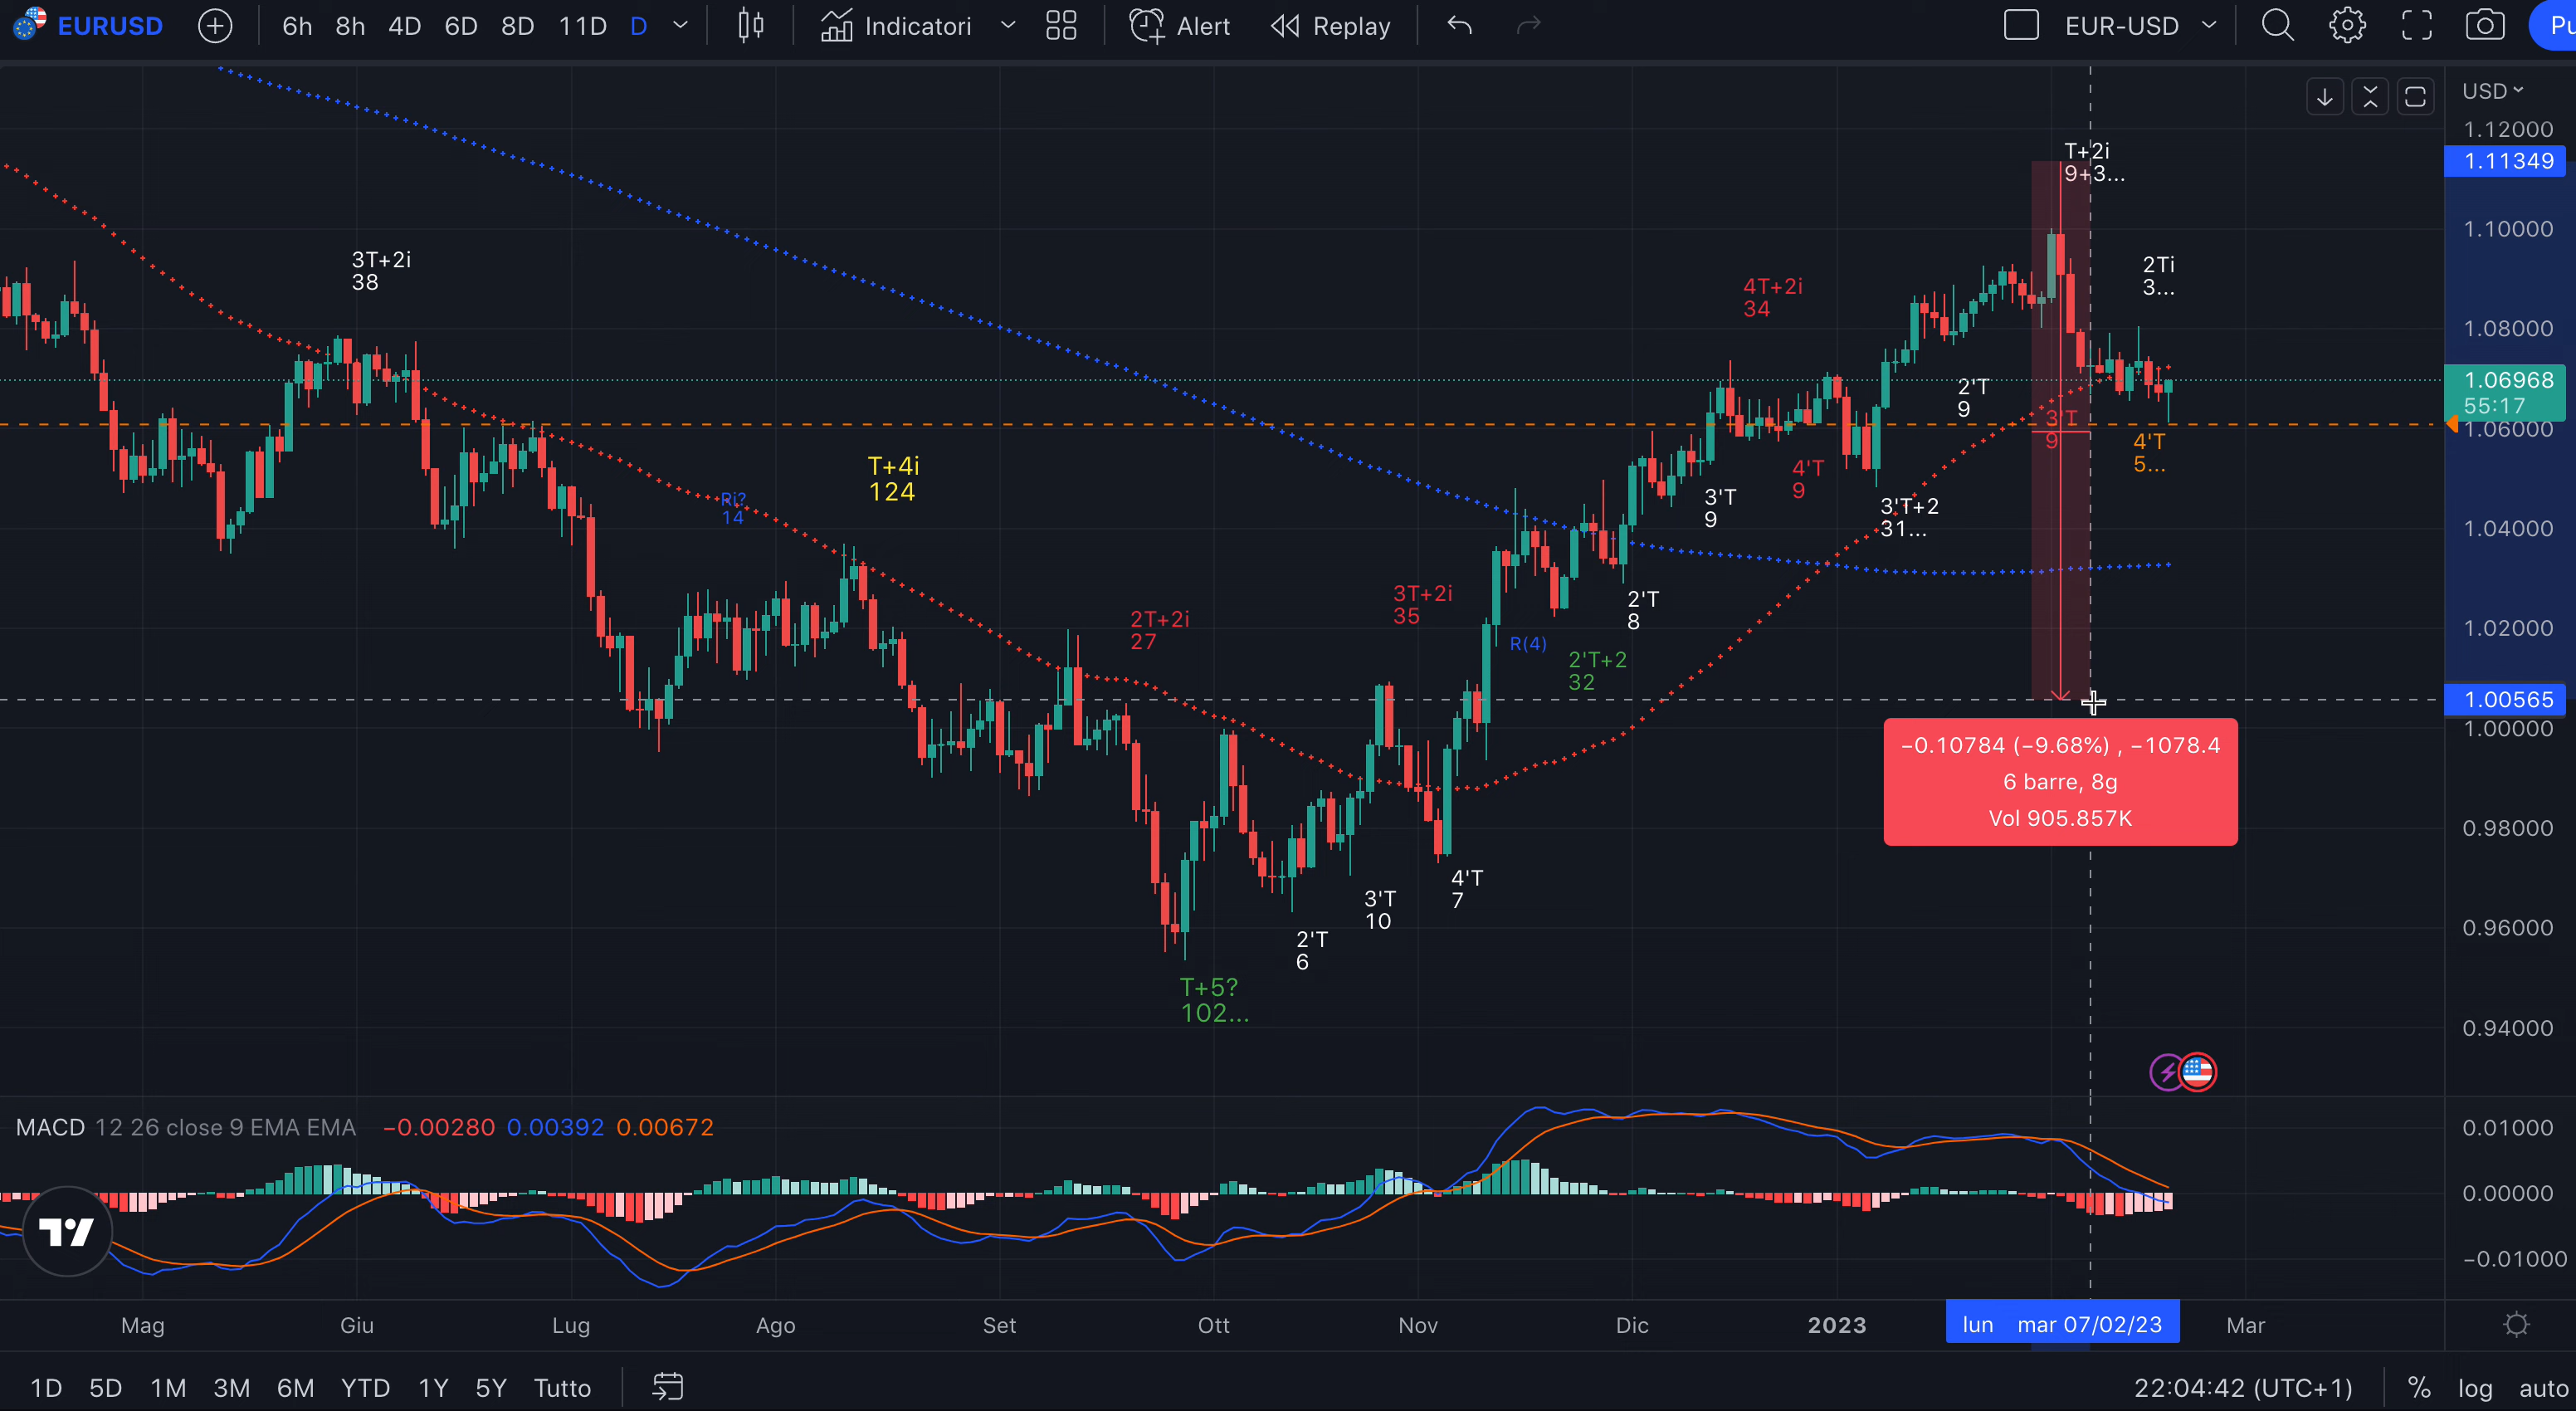 EURUSD 6h 8h 4D 6D 8D 11D D Indicatori Alert Replay EUR-USD Pu
USD
1.12000
1.11349
1.10000
1.08000
1.06968
55:17
1.06000
1.04000
1.02000
1.00565
1.00000
0.98000
0.96000
0.94000
3T+2i
38
Ri?
14
T+4i
124
2T+2i
27
T+5?
102...
2'T
6
3'T
10
4'T
7
3T+2i
35
R(4)
2'T+2
32
2'T
8
3'T
9
4T+2i
34
4'T
9
3'T+2
31...
2'T
9
T+2i
9+3...
3'T
9
2Ti
3...
4'T
5...
−0.10784 (−9.68%) , −1078.4
6 barre, 8g
Vol 905.857K
MACD 12 26 close 9 EMA EMA −0.00280 0.00392 0.00672
0.01000
0.00000
−0.01000
Mag Giu Lug Ago Set Ott Nov Dic 2023 lun mar 07/02/23 Mar
1D 5D 1M 3M 6M YTD 1Y 5Y Tutto 22:04:42 (UTC+1) % log auto